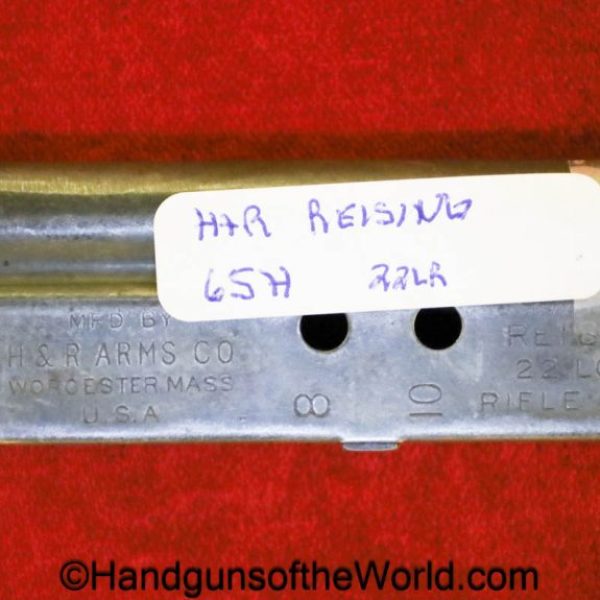 H+R REISING
65H 22LR
MFD BY
H & R ARMS CO
WORCESTER MASS
U.S.A
8
10
22
RIFLE
©HandgunsoftheWorld.com